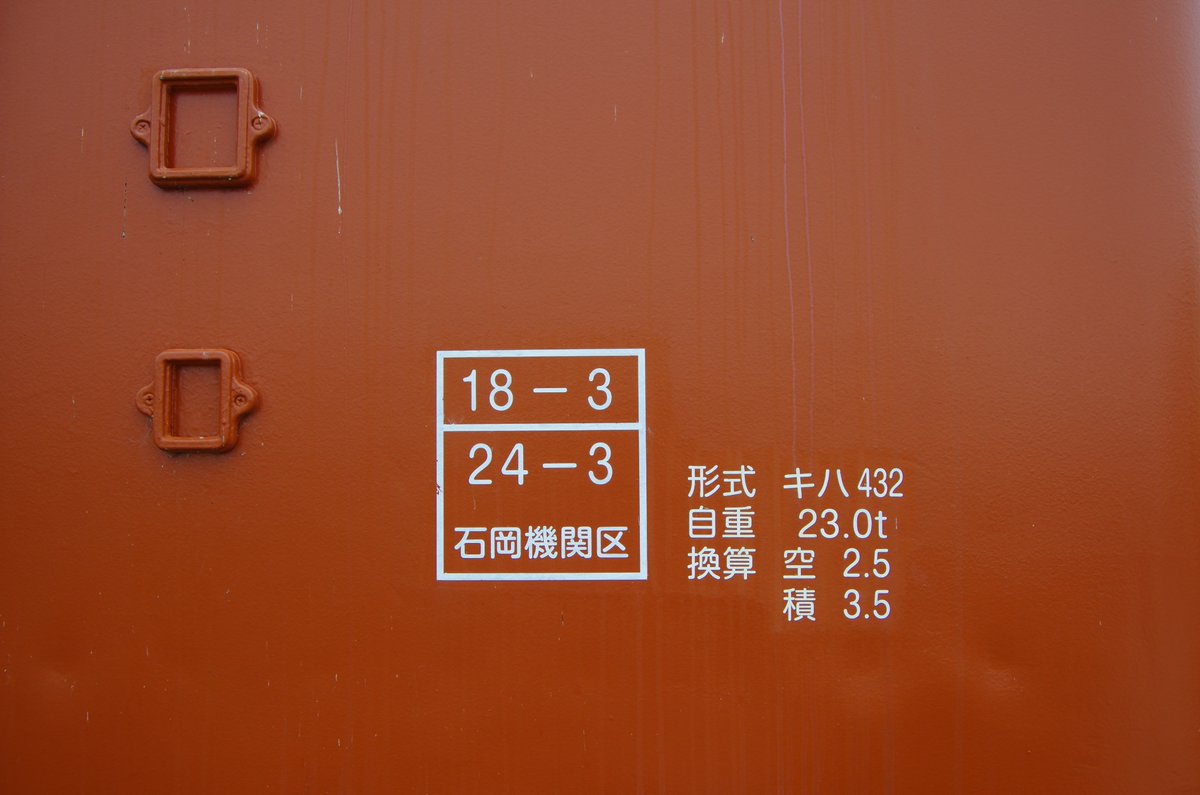 18-3
24-3
石岡機関区
形式 キハ432
自重 23.0t
換算 空 2.5
積 3.5